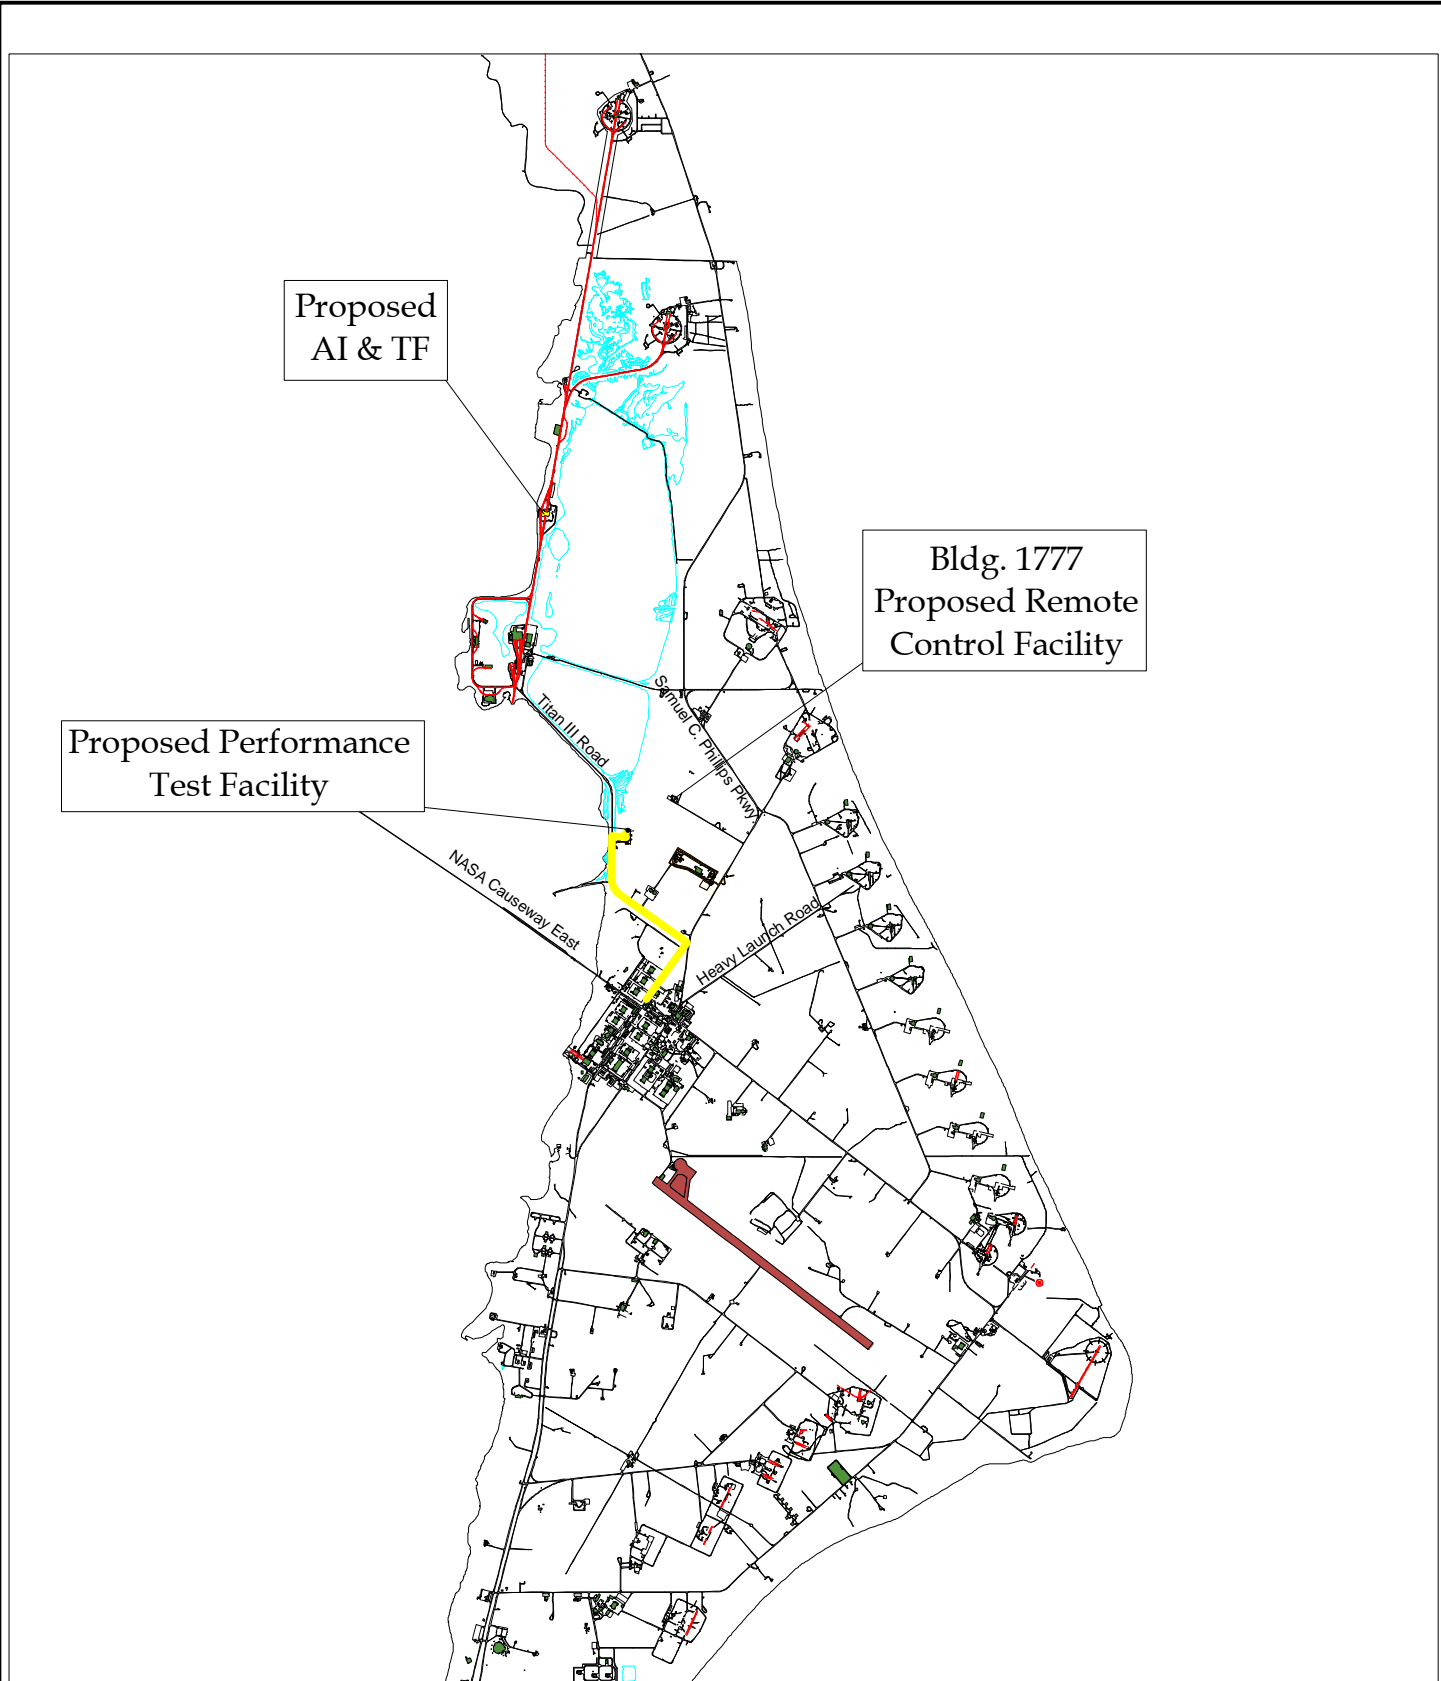 Proposed
AI & TF
Bldg. 1777
Proposed Remote
Control Facility
Samuel C. Phillips Pkwy.
Titan III Road
Proposed Performance
Test Facility
NASA Causeway East
Heavy Launch Road